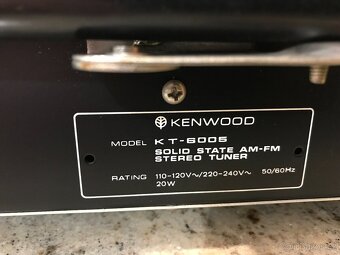 KENWOOD
MODEL KT-6005
SOLID STATE AM-FM
STEREO TUNER
RATING 110-120V~/220-240V~ 50/60Hz
20W